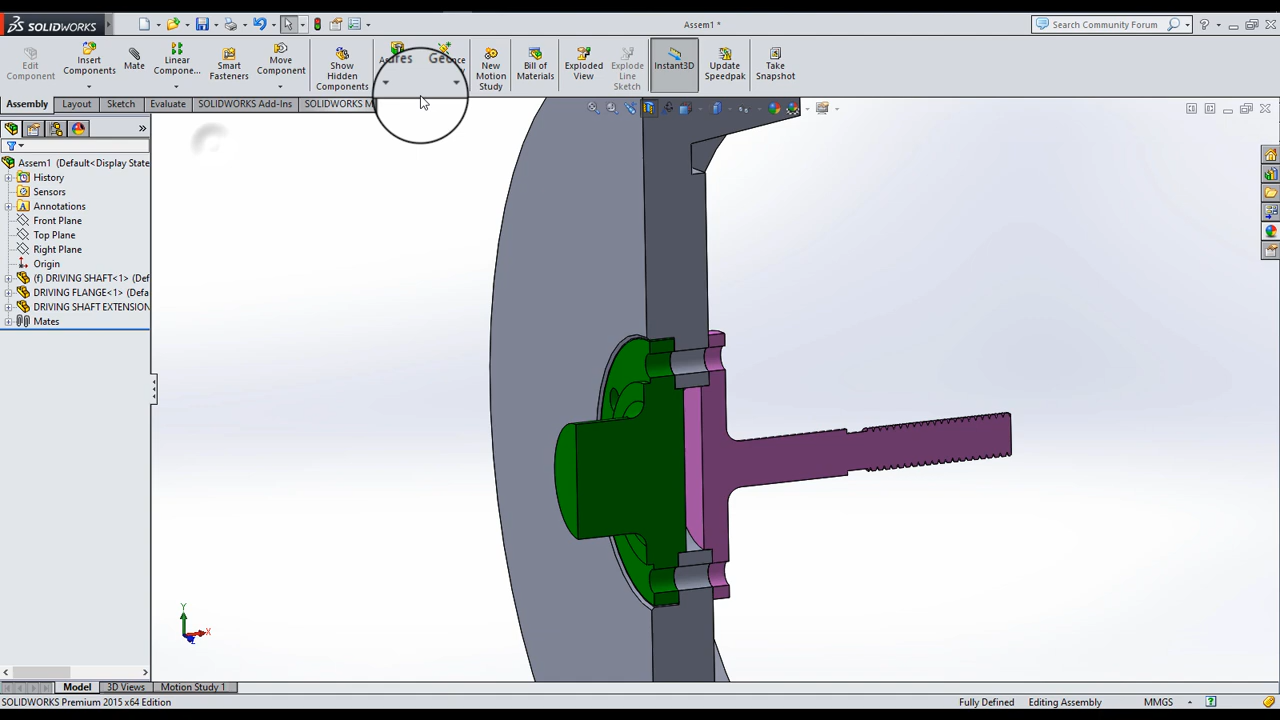 SOLIDWORKS
Assem1 *
Search Community Forum
Edit Component
Insert Components
Mate
Linear Compone...
Smart Fasteners
Move Component
Show Hidden Components
New Motion Study
Bill of Materials
Exploded View
Explode Line Sketch
Instant3D
Update Speedpak
Take Snapshot
Assembly
Layout
Sketch
Evaluate
SOLIDWORKS Add-Ins
SOLIDWORKS M
Assem1 (Default<Display State
History
Sensors
Annotations
Front Plane
Top Plane
Right Plane
Origin
(f) DRIVING SHAFT<1> (Def
DRIVING FLANGE<1> (Defa
DRIVING SHAFT EXTENSION
Mates
Y
X
Z
Model
3D Views
Motion Study 1
SOLIDWORKS Premium 2015 x64 Edition
Fully Defined
Editing Assembly
MMGS